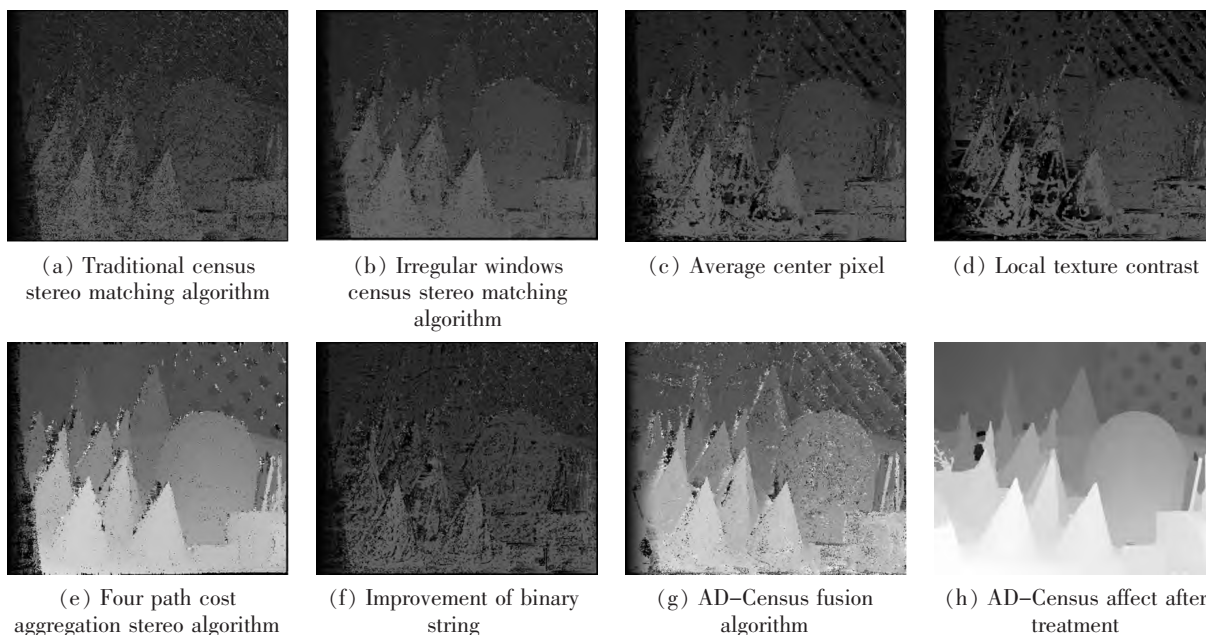 (a) Traditional census
stereo matching algorithm
(b) Irregular windows
census stereo matching
algorithm
(c) Average center pixel
(d) Local texture contrast
(e) Four path cost
aggregation stereo algorithm
(f) Improvement of binary
string
(g) AD-Census fusion
algorithm
(h) AD-Census affect after
treatment